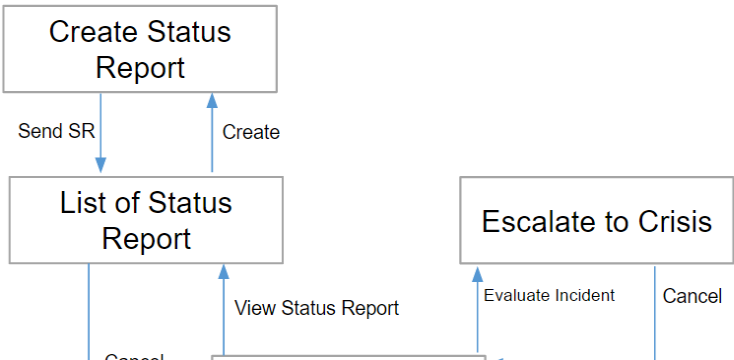 Create Status
Report
Send SR
Create
List of Status
Report
Escalate to Crisis
View Status Report
Evaluate Incident
Cancel
Cancel